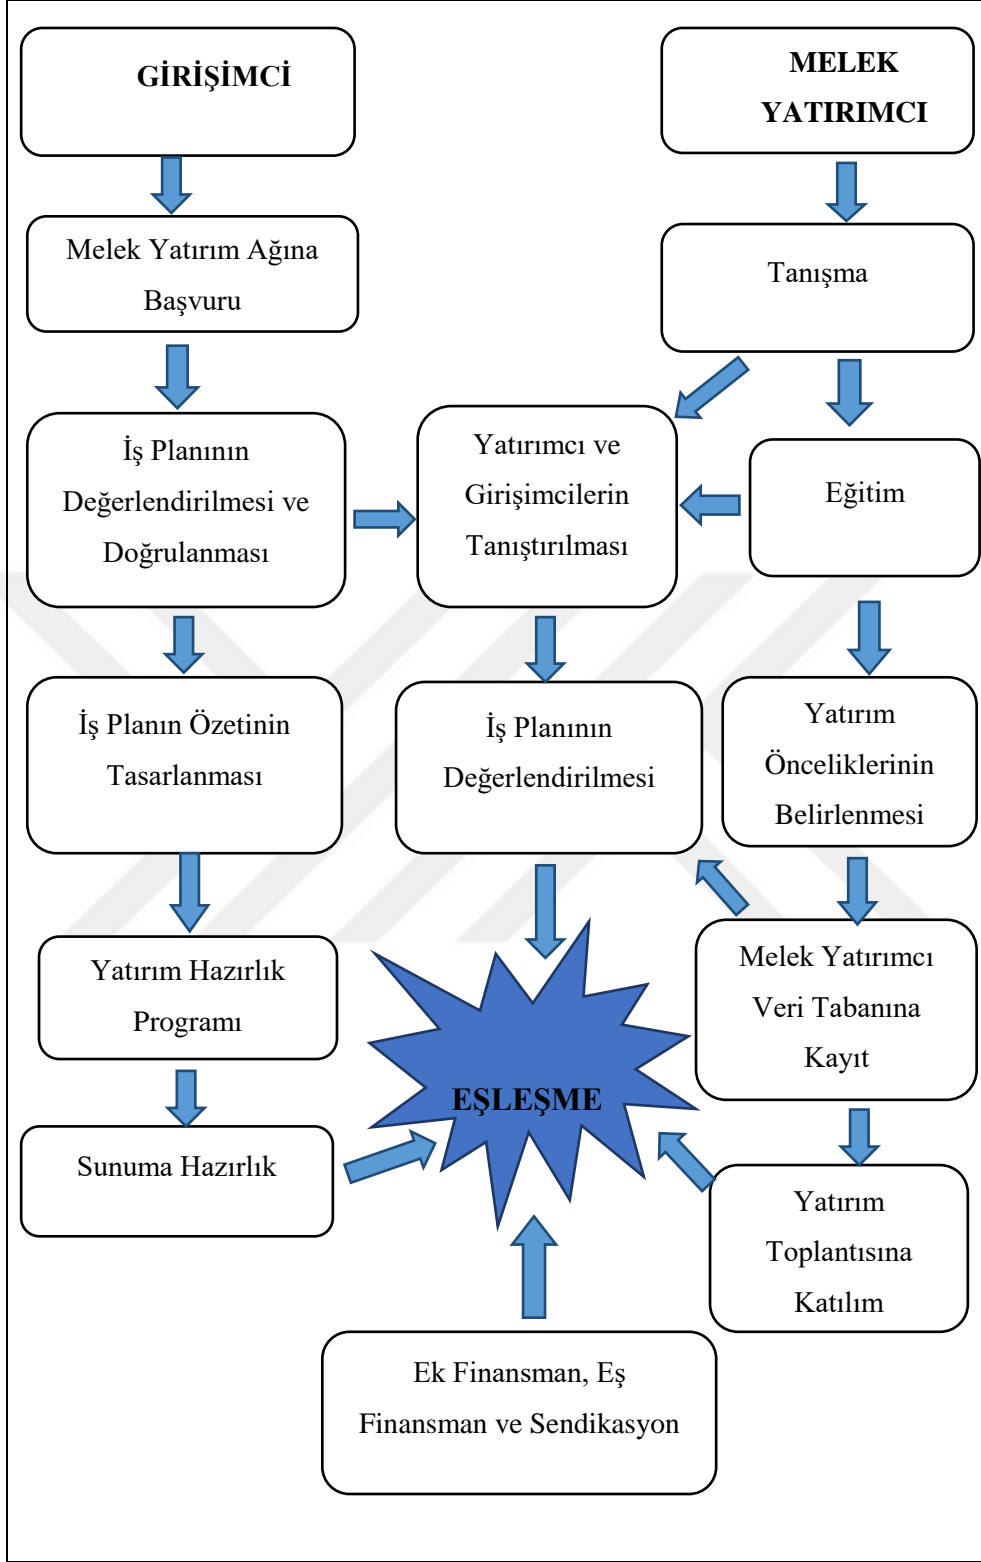 GİRİŞİMCİ
MELEK
YATIRIMCI
Melek Yatırım Ağına
Başvuru
Tanışma
İş Planının
Değerlendirilmesi ve
Doğrulanması
Yatırımcı ve
Girişimcilerin
Tanıştırılması
Eğitim
İş Planın Özetinin
Tasarlanması
İş Planının
Değerlendirilmesi
Yatırım
Önceliklerinin
Belirlenmesi
Yatırım Hazırlık
Programı
Melek Yatırımcı
Veri Tabanına
Kayıt
EŞLEŞME
Sunuma Hazırlık
Yatırım
Toplantısına
Katılım
Ek Finansman, Eş
Finansman ve Sendikasyon